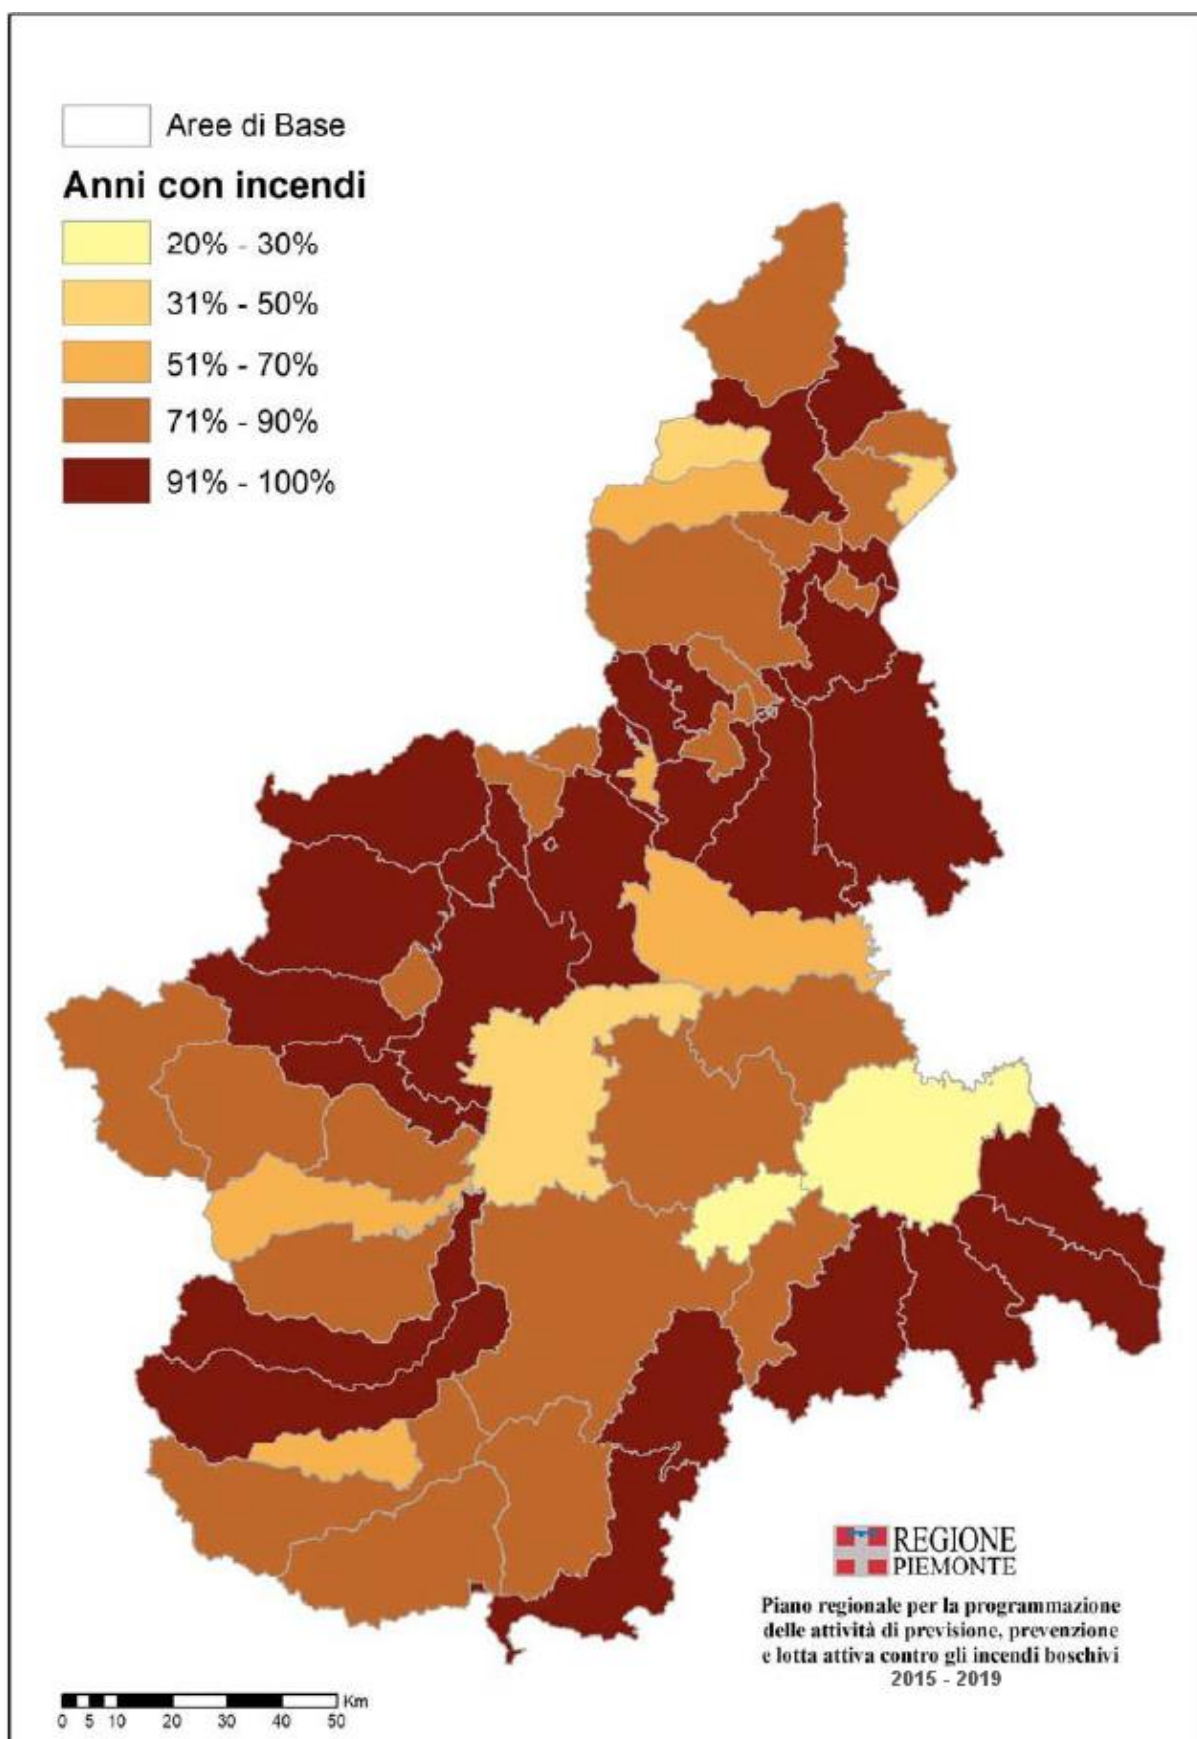 Aree di Base
Anni con incendi
20% - 30%
31% - 50%
51% - 70%
71% - 90%
91% - 100%
REGIONE
PIEMONTE
Piano regionale per la programmazione
delle attività di previsione, prevenzione
e lotta attiva contro gli incendi boschivi
2015 - 2019
Km
0 5 10 20 30 40 50